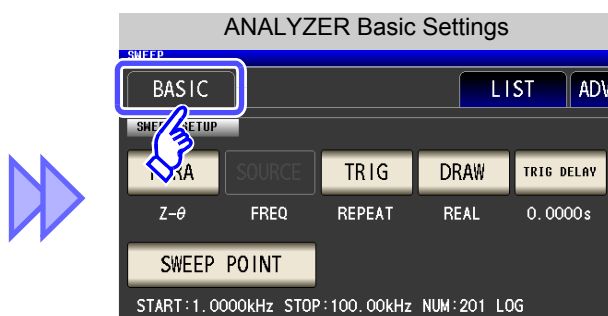 ANALYZER Basic Settings
SWEEP
BASIC
LIST
SETUP
SOURCE
TRIG
DRAW
TRIG DELAY
Z-θ
FREQ
REPEAT
REAL
0.0000s
SWEEP POINT
START:1.0000kHz STOP:100.00kHz NUM:201 LOG